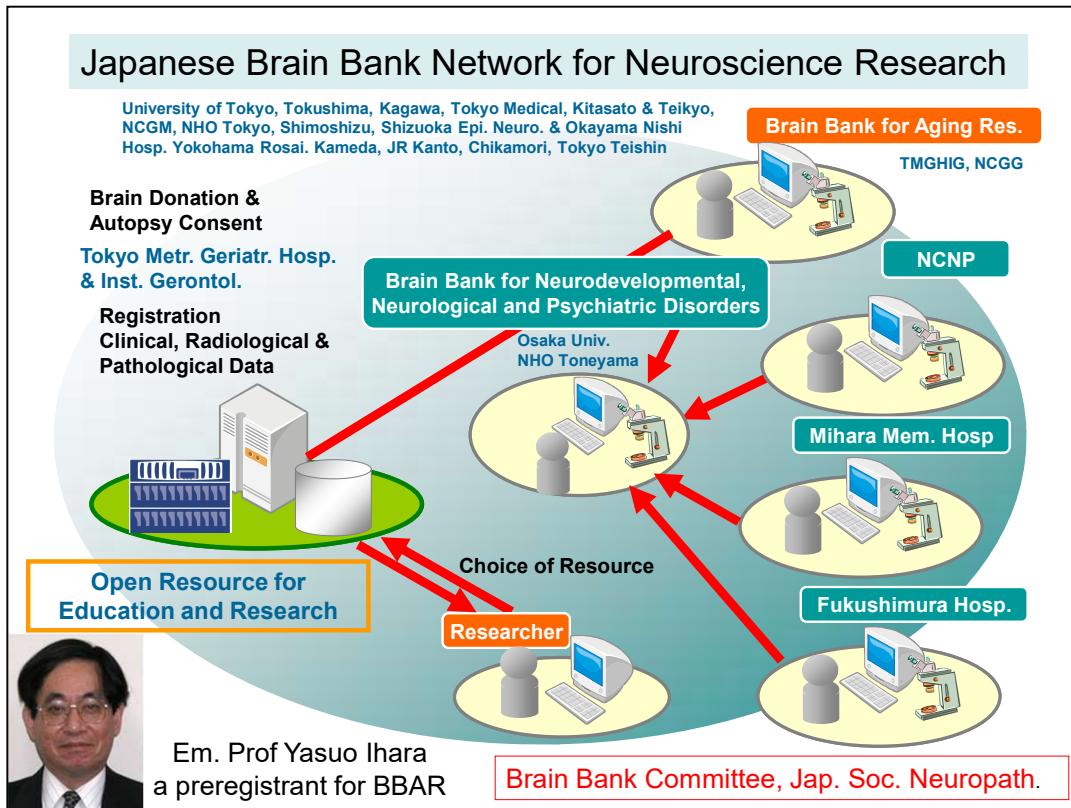 Japanese Brain Bank Network for Neuroscience Research
University of Tokyo, Tokushima, Kagawa, Tokyo Medical, Kitasato & Teikyo,
NCGM, NHO Tokyo, Shimoshizu, Shizuoka Epi. Neuro. & Okayama Nishi
Hosp. Yokohama Rosai. Kameda, JR Kanto, Chikamori, Tokyo Teishin
Brain Bank for Aging Res.
TMGHIG, NCGG
Brain Donation &
Autopsy Consent
Tokyo Metr. Geriatr. Hosp.
& Inst. Gerontol.
Registration
Clinical, Radiological &
Pathological Data
Brain Bank for Neurodevelopmental,
Neurological and Psychiatric Disorders
NCNP
Osaka Univ.
NHO Toneyama
Mihara Mem. Hosp
Choice of Resource
Open Resource for
Education and Research
Researcher
Fukushimura Hosp.
Em. Prof Yasuo Ihara
a preregistrant for BBAR
Brain Bank Committee, Jap. Soc. Neuropath.